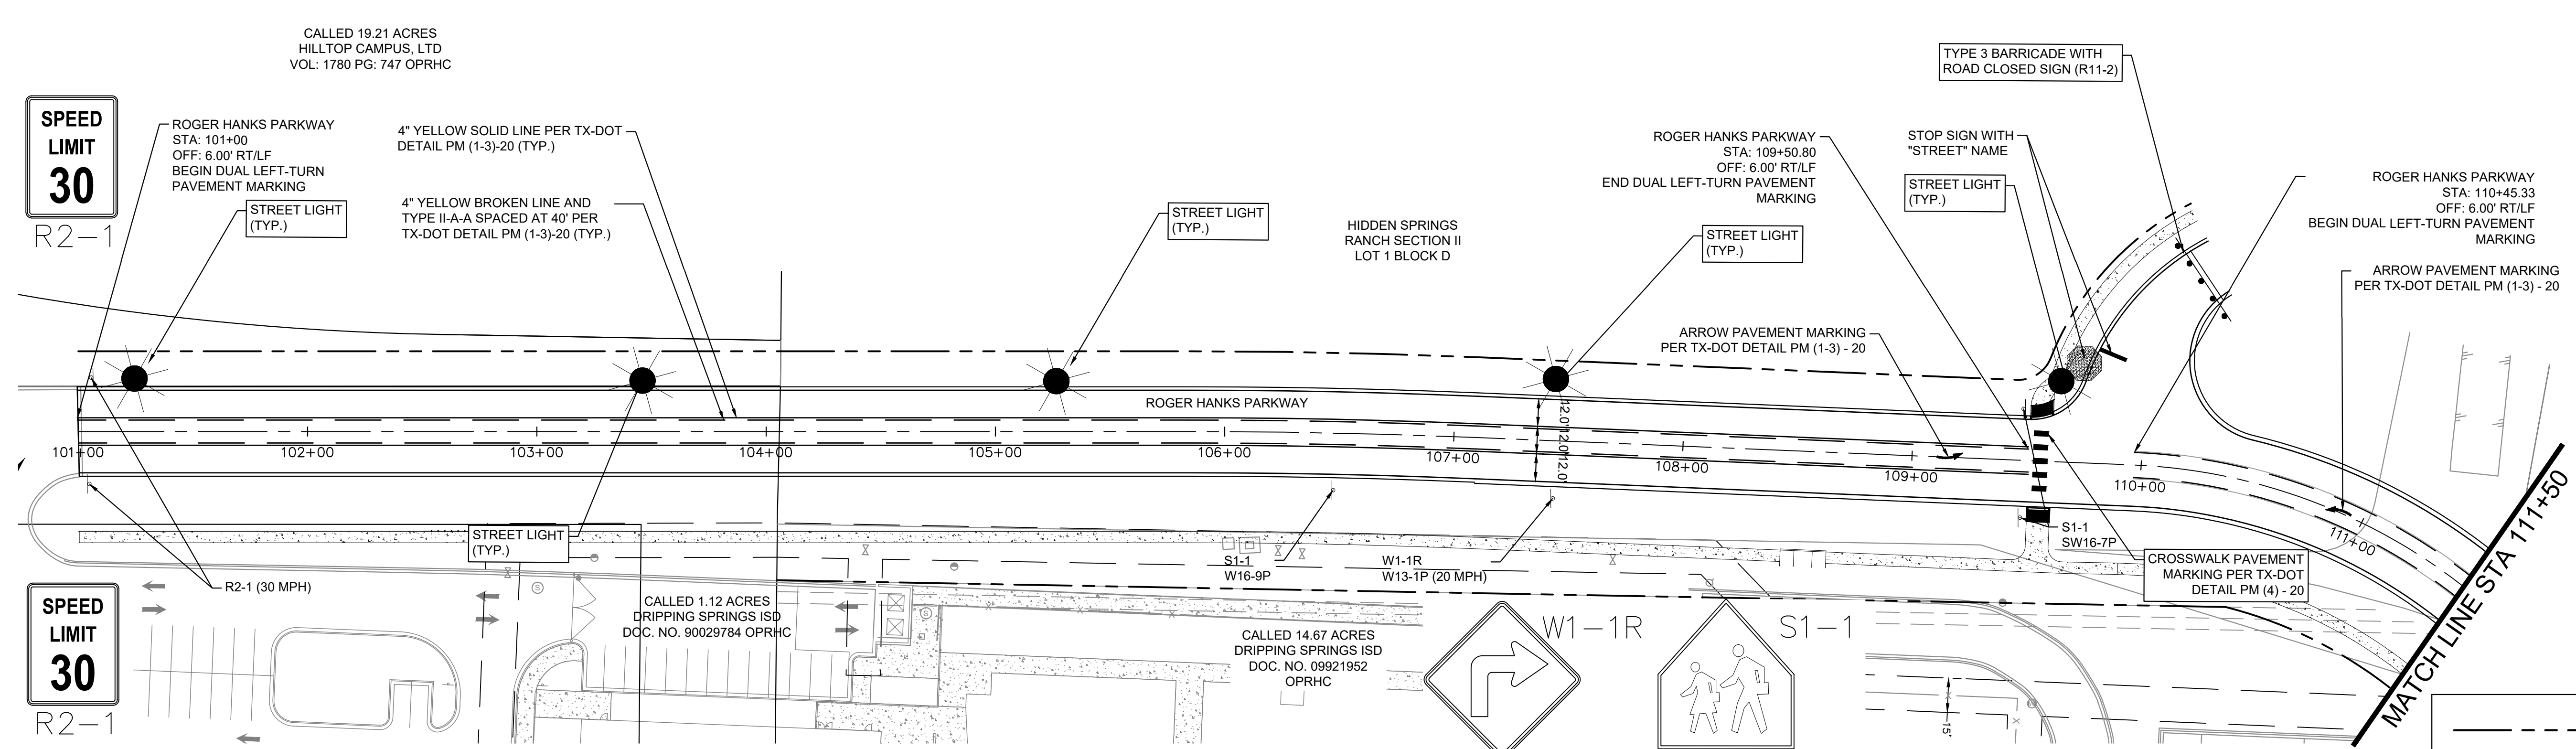 CALLED 19.21 ACRES
HILLTOP CAMPUS, LTD
VOL: 1780 PG: 747 OPRHC
SPEED
LIMIT
30
R2-1
ROGER HANKS PARKWAY
STA: 101+00
OFF: 6.00' RT/LF
BEGIN DUAL LEFT-TURN
PAVEMENT MARKING
STREET LIGHT
(TYP.)
4" YELLOW SOLID LINE PER TX-DOT
DETAIL PM (1-3)-20 (TYP.)
4" YELLOW BROKEN LINE AND
TYPE II-A-A SPACED AT 40' PER
TX-DOT DETAIL PM (1-3)-20 (TYP.)
STREET LIGHT
(TYP.)
HIDDEN SPRINGS
RANCH SECTION II
LOT 1 BLOCK D
ROGER HANKS PARKWAY
STA: 109+50.80
OFF: 6.00' RT/LF
END DUAL LEFT-TURN PAVEMENT
MARKING
STREET LIGHT
(TYP.)
ARROW PAVEMENT MARKING
PER TX-DOT DETAIL PM (1-3) - 20
TYPE 3 BARRICADE WITH
ROAD CLOSED SIGN (R11-2)
STOP SIGN WITH
"STREET" NAME
STREET LIGHT
(TYP.)
ROGER HANKS PARKWAY
STA: 110+45.33
OFF: 6.00' RT/LF
BEGIN DUAL LEFT-TURN PAVEMENT
MARKING
ARROW PAVEMENT MARKING
PER TX-DOT DETAIL PM (1-3) - 20
ROGER HANKS PARKWAY
12.0'
12.0'
12.0'
101+00
102+00
103+00
104+00
105+00
106+00
107+00
108+00
109+00
110+00
111+00
MATCH LINE STA 111+50
STREET LIGHT
(TYP.)
R2-1 (30 MPH)
S1-1
W16-9P
W1-1R
W13-1P (20 MPH)
S1-1
SW16-7P
CROSSWALK PAVEMENT
MARKING PER TX-DOT
DETAIL PM (4) - 20
SPEED
LIMIT
30
R2-1
S
CALLED 1.12 ACRES
DRIPPING SPRINGS ISD
DOC. NO. 90029784 OPRHC
S
CALLED 14.67 ACRES
DRIPPING SPRINGS ISD
DOC. NO. 09921952
OPRHC
W1-1R
S1-1
15'